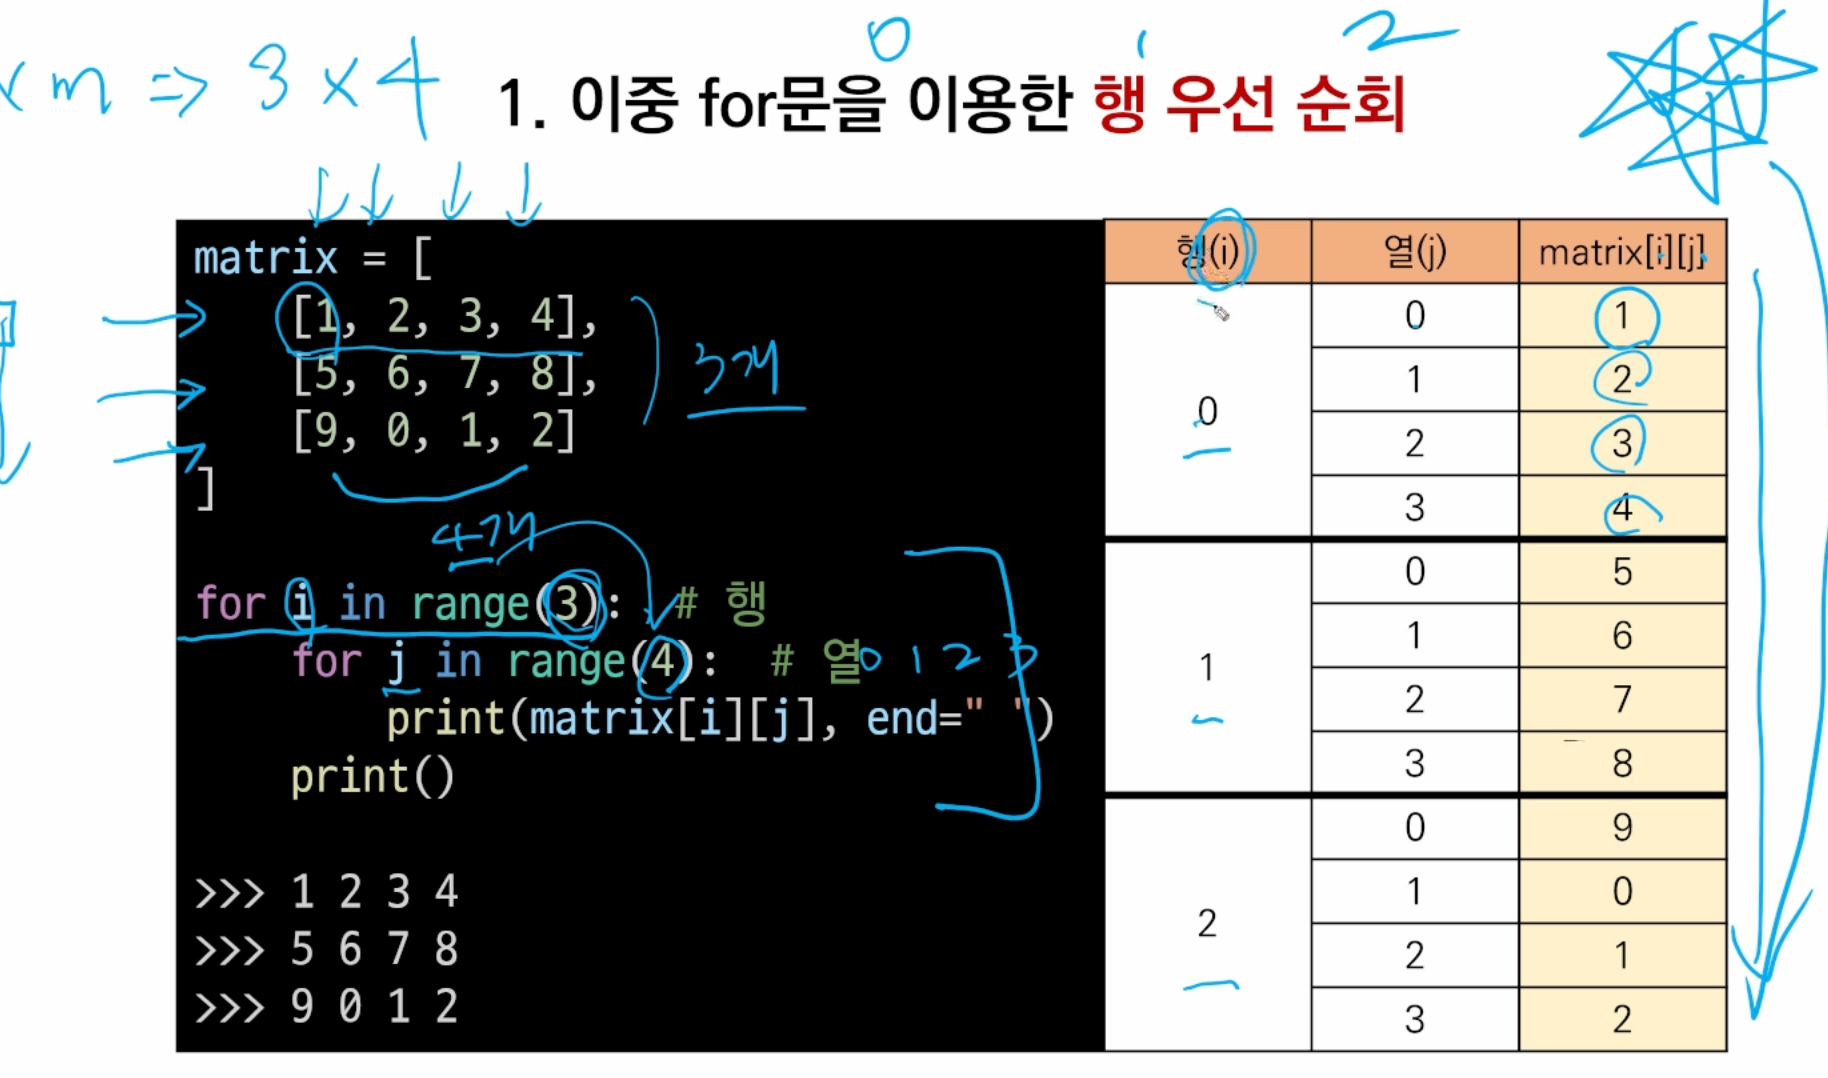 0 1 2
x m => 3 x 4
1. 이중 for문을 이용한 행 우선 순회
matrix = [
[1, 2, 3, 4],
[5, 6, 7, 8],
[9, 0, 1, 2]
]
3개
4개
for i in range(3): # 행
for j in range(4): # 열
0 1 2 3
print(matrix[i][j], end=" ")
print()
>>> 1 2 3 4
>>> 5 6 7 8
>>> 9 0 1 2
행(i) 열(j) matrix[i][j]
0 0 1
1 2
2 3
3 4
1 0 5
1 6
2 7
3 8
2 0 9
1 0
2 1
3 2